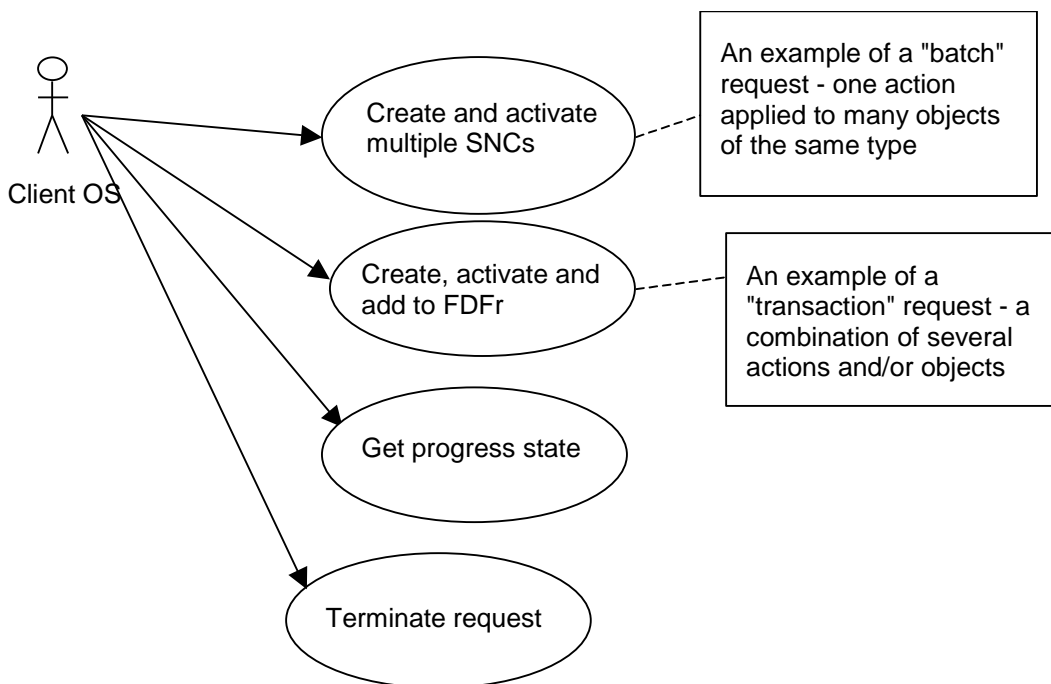 Client OS
Create and activate
multiple SNCs
An example of a "batch"
request - one action
applied to many objects
of the same type
Create, activate and
add to FDFr
An example of a
"transaction" request - a
combination of several
actions and/or objects
Get progress state
Terminate request